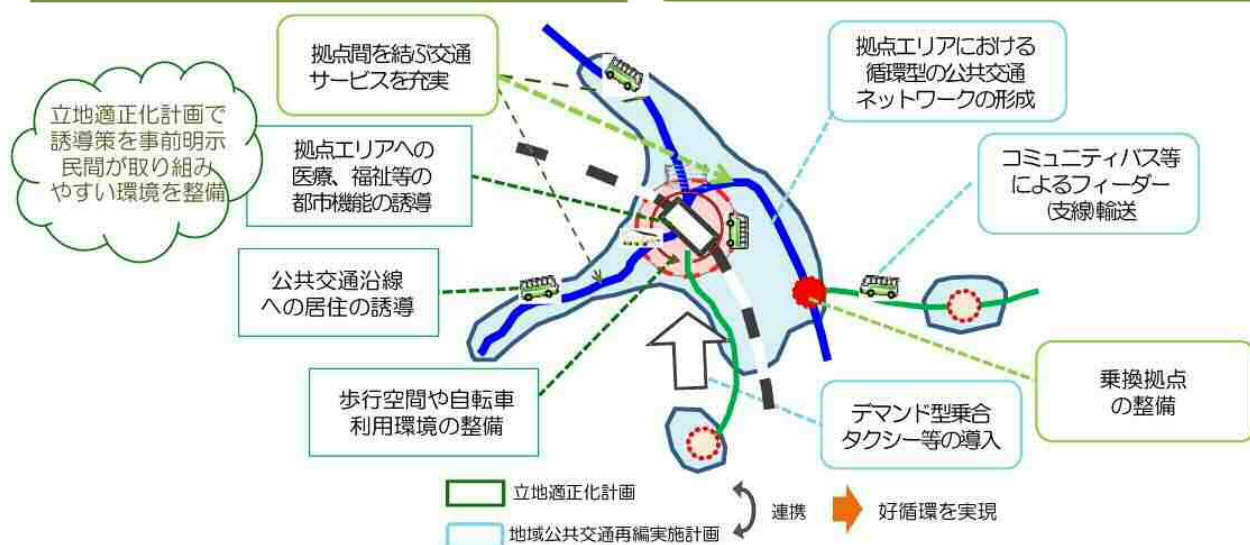 拠点間を結ぶ交通
サービスを充実
拠点エリアにおける
循環型の公共交通
ネットワークの形成
立地適正化計画で
誘導策を事前明示
民間が取り組み
やすい環境を整備
拠点エリアへの
医療、福祉等の
都市機能の誘導
コミュニティバス等
によるフィーダー
(支線)輸送
公共交通沿線
への居住の誘導
歩行空間や自転車
利用環境の整備
デマンド型乗合
タクシー等の導入
乗換拠点
の整備
立地適正化計画
地域公共交通再編実施計画
連携
好循環を実現